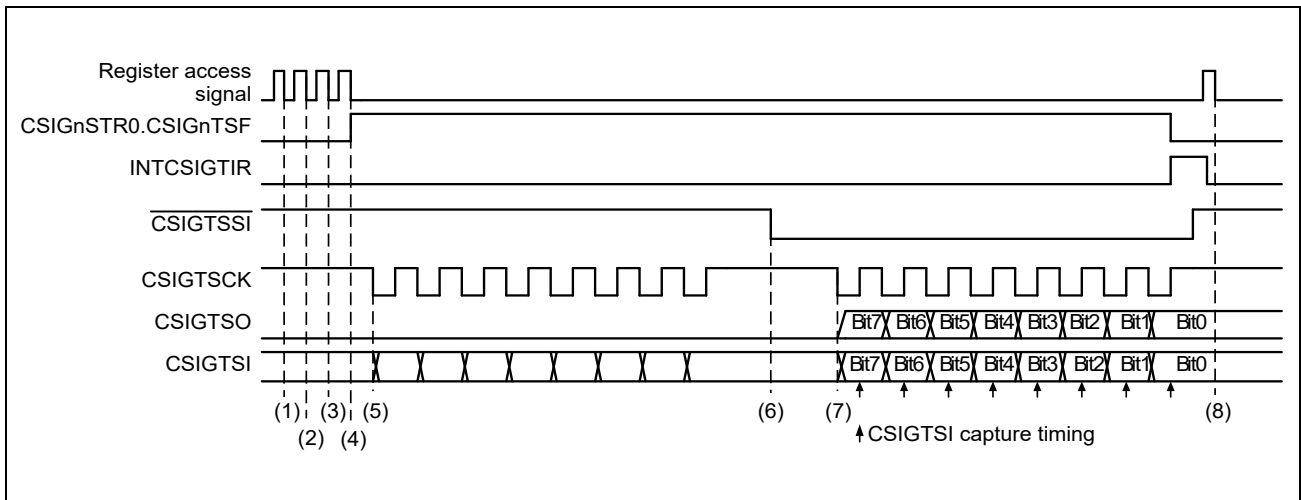 Register access
signal
CSIGnSTR0.CSIGnTSF
INTCSIGTIR
CSIGTSSI
CSIGTSCK
CSIGTSO Bit7 Bit6 Bit5 Bit4 Bit3 Bit2 Bit1 Bit0
CSIGTSI Bit7 Bit6 Bit5 Bit4 Bit3 Bit2 Bit1 Bit0
(1) (3) (5) (6) (7) (8)
(2) (4) CSIGTSI capture timing